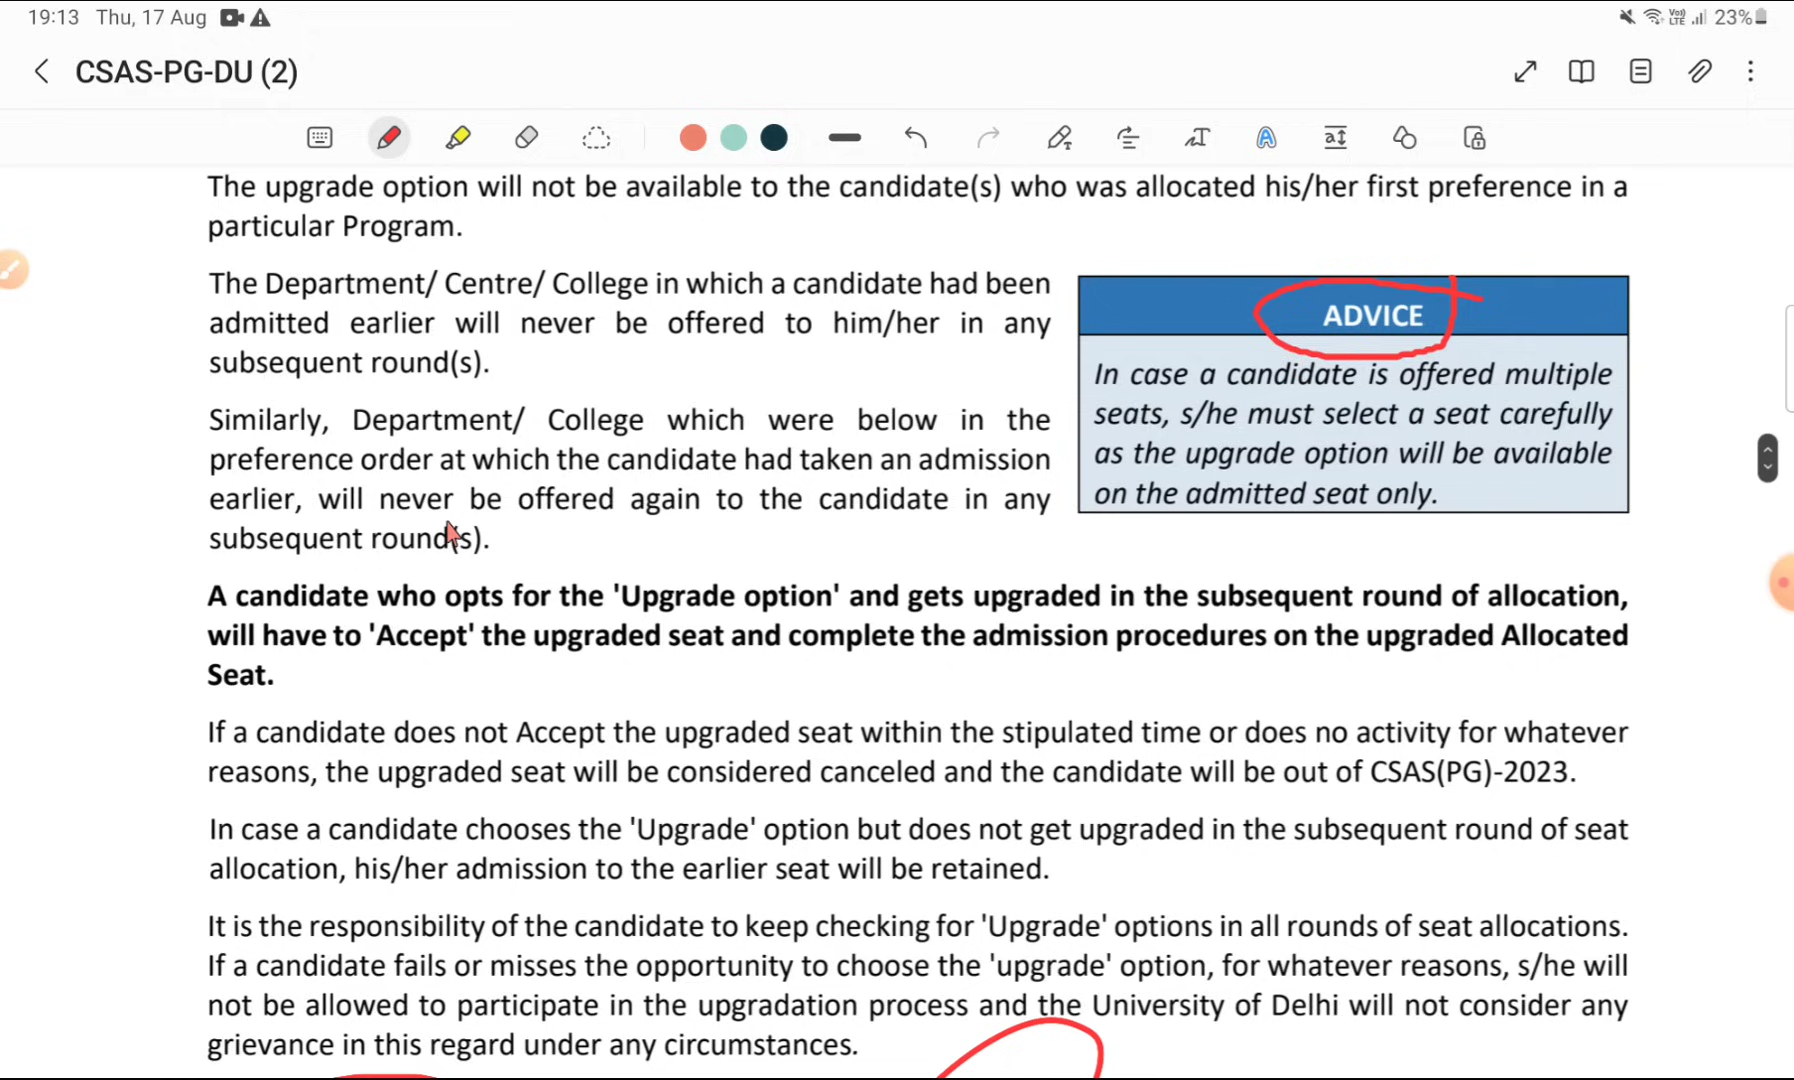 19:13 Thu, 17 Aug
23%
CSAS-PG-DU (2)
The upgrade option will not be available to the candidate(s) who was allocated his/her first preference in a
particular Program.
The Department/ Centre/ College in which a candidate had been
admitted earlier will never be offered to him/her in any
subsequent round(s).
Similarly, Department/ College which were below in the
preference order at which the candidate had taken an admission
earlier, will never be offered again to the candidate in any
subsequent round(s).
ADVICE
In case a candidate is offered multiple
seats, s/he must select a seat carefully
as the upgrade option will be available
on the admitted seat only.
A candidate who opts for the 'Upgrade option' and gets upgraded in the subsequent round of allocation,
will have to 'Accept' the upgraded seat and complete the admission procedures on the upgraded Allocated
Seat.
If a candidate does not Accept the upgraded seat within the stipulated time or does no activity for whatever
reasons, the upgraded seat will be considered canceled and the candidate will be out of CSAS(PG)-2023.
In case a candidate chooses the 'Upgrade' option but does not get upgraded in the subsequent round of seat
allocation, his/her admission to the earlier seat will be retained.
It is the responsibility of the candidate to keep checking for 'Upgrade' options in all rounds of seat allocations.
If a candidate fails or misses the opportunity to choose the 'upgrade' option, for whatever reasons, s/he will
not be allowed to participate in the upgradation process and the University of Delhi will not consider any
grievance in this regard under any circumstances.